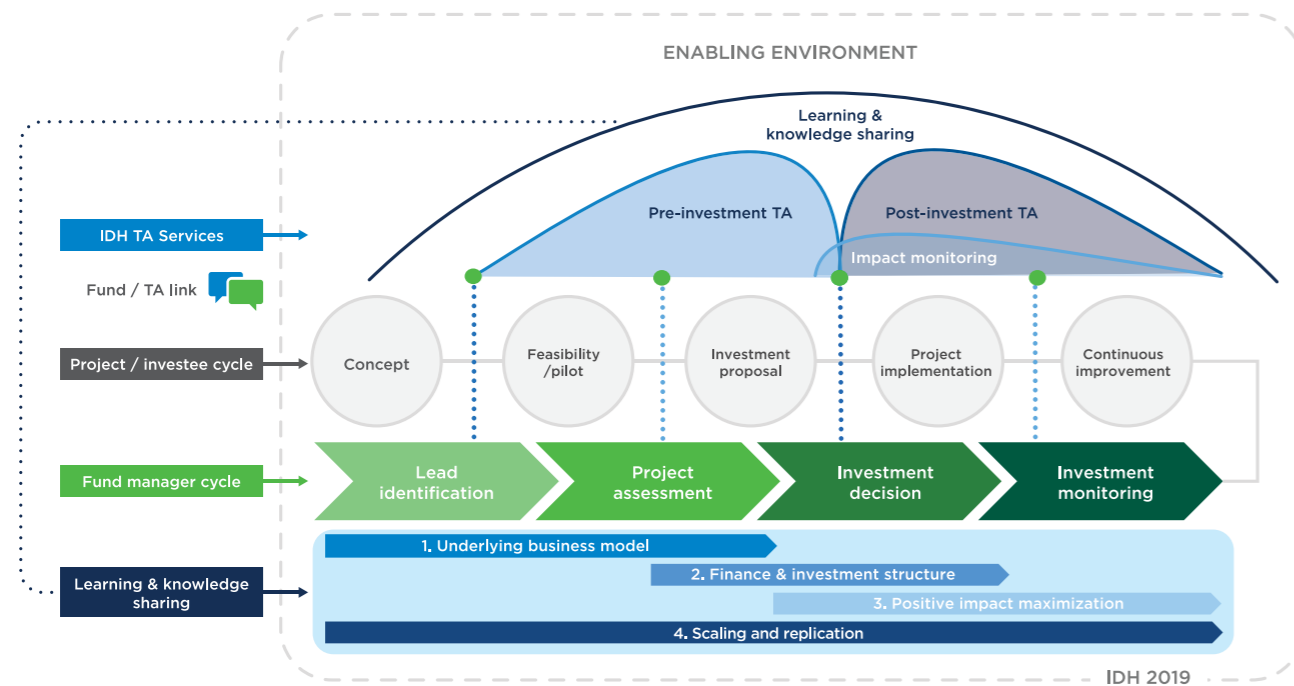 ENABLING ENVIRONMENT
Learning &
knowledge sharing
Pre-investment TA
Post-investment TA
IDH TA Services
Impact monitoring
Fund / TA link
Project / investee cycle
Concept
Feasibility
/pilot
Investment
proposal
Project
implementation
Continuous
improvement
Fund manager cycle
Lead
identification
Project
assessment
Investment
decision
Investment
monitoring
Learning & knowledge
sharing
1. Underlying business model
2. Finance & investment structure
3. Positive impact maximization
4. Scaling and replication
IDH 2019